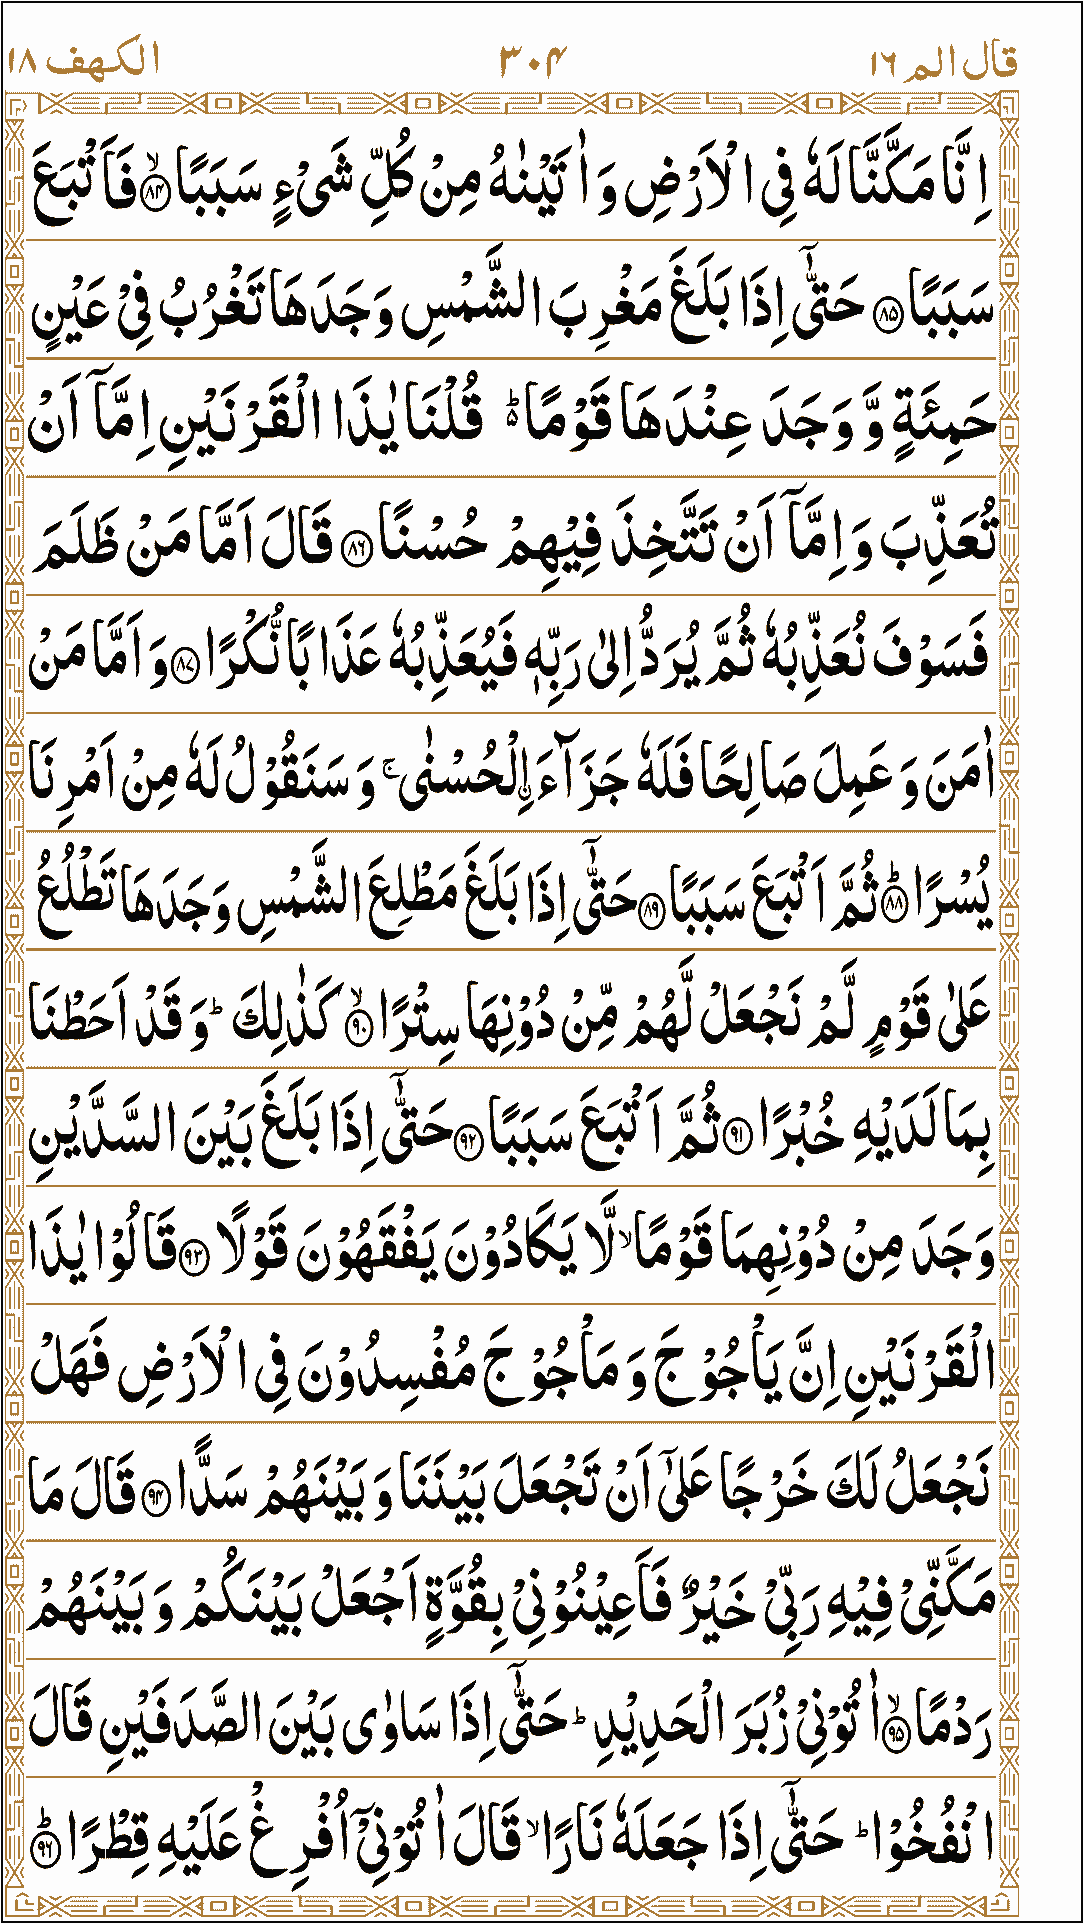 قال الم ١٦ ٣٠۴ الكهف ١٨
اِنَّا مَكَّنَّا لَهٗ فِى الْاَرْضِ وَ اٰتَيْنٰهُ مِنْ كُلِّ شَىْءٍ سَبَبًا ۙ﴿۸۴﴾ فَاَتْبَعَ
سَبَبًا ﴿۸۵﴾ حَتّٰۤى اِذَا بَلَغَ مَغْرِبَ الشَّمْسِ وَجَدَهَا تَغْرُبُ فِىْ عَيْنٍ
حَمِئَةٍ وَّ وَجَدَ عِنْدَهَا قَوْمًا ؕ۬ قُلْنَا يٰذَا الْقَرْنَيْنِ اِمَّاۤ اَنْ
تُعَذِّبَ وَ اِمَّاۤ اَنْ تَتَّخِذَ فِيْهِمْ حُسْنًا ﴿۸۶﴾ قَالَ اَمَّا مَنْ ظَلَمَ
فَسَوْفَ نُعَذِّبُهٗ ثُمَّ يُرَدُّ اِلٰى رَبِّهٖ فَيُعَذِّبُهٗ عَذَابًا نُّكْرًا ﴿۸۷﴾ وَ اَمَّا مَنْ
اٰمَنَ وَ عَمِلَ صَالِحًا فَلَهٗ جَزَآءَ ۨالْحُسْنٰى ۚ وَ سَنَقُوْلُ لَهٗ مِنْ اَمْرِنَا
يُسْرًا ؕ﴿۸۸﴾ ثُمَّ اَتْبَعَ سَبَبًا ﴿۸۹﴾ حَتّٰۤى اِذَا بَلَغَ مَطْلِعَ الشَّمْسِ وَجَدَهَا تَطْلُعُ
عَلٰى قَوْمٍ لَّمْ نَجْعَلْ لَّهُمْ مِّنْ دُوْنِهَا سِتْرًا ۙ﴿۹۰﴾ كَذٰلِكَ ؕ وَقَدْ اَحَطْنَا
بِمَا لَدَيْهِ خُبْرًا ﴿۹۱﴾ ثُمَّ اَتْبَعَ سَبَبًا ﴿۹۲﴾ حَتّٰۤى اِذَا بَلَغَ بَيْنَ السَّدَّيْنِ
وَجَدَ مِنْ دُوْنِهِمَا قَوْمًا ۙ لَّا يَكَادُوْنَ يَفْقَهُوْنَ قَوْلًا ﴿۹۳﴾ قَالُوْا يٰذَا
الْقَرْنَيْنِ اِنَّ يَاْجُوْجَ وَ مَاْجُوْجَ مُفْسِدُوْنَ فِى الْاَرْضِ فَهَلْ
نَجْعَلُ لَكَ خَرْجًا عَلٰۤى اَنْ تَجْعَلَ بَيْنَنَا وَ بَيْنَهُمْ سَدًّا ﴿۹۴﴾ قَالَ مَا
مَكَّنِّىْ فِيْهِ رَبِّىْ خَيْرٌ فَاَعِيْنُوْنِىْ بِقُوَّةٍ اَجْعَلْ بَيْنَكُمْ وَ بَيْنَهُمْ
رَدْمًا ۙ﴿۹۵﴾ اٰتُوْنِىْ زُبَرَ الْحَدِيْدِ ؕ حَتّٰۤى اِذَا سَاوٰى بَيْنَ الصَّدَفَيْنِ قَالَ
انْفُخُوْا ؕ حَتّٰۤى اِذَا جَعَلَهٗ نَارًا ۙ قَالَ اٰتُوْنِىْۤ اُفْرِغْ عَلَيْهِ قِطْرًا ؕ﴿۹۶﴾